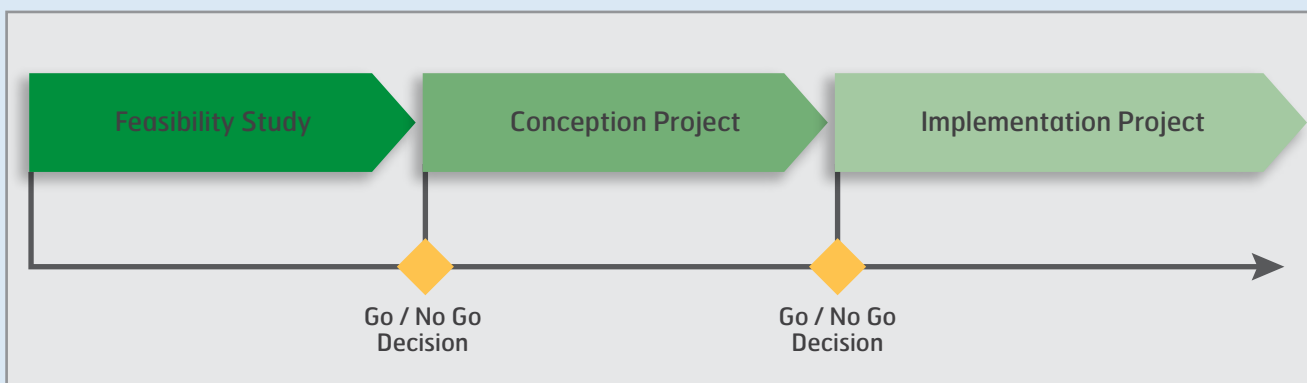 Feasibility Study
Conception Project
Implementation Project
Go / No Go
Decision
Go / No Go
Decision